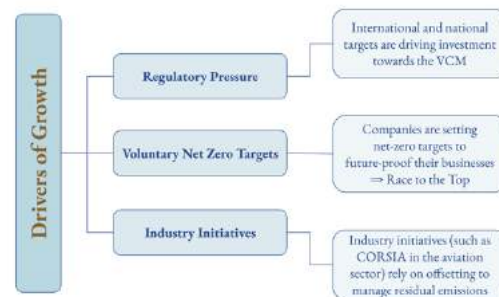 Drivers of Growth
Regulatory Pressure
International and national
targets are driving investment
towards the VCM
Voluntary Net Zero Targets
Companies are setting
net-zero targets to
future-proof their businesses
⇒ Race to the Top
Industry Initiatives
Industry initiatives (such as
CORSIA in the aviation
sector) rely on offsetting to
manage residual emissions